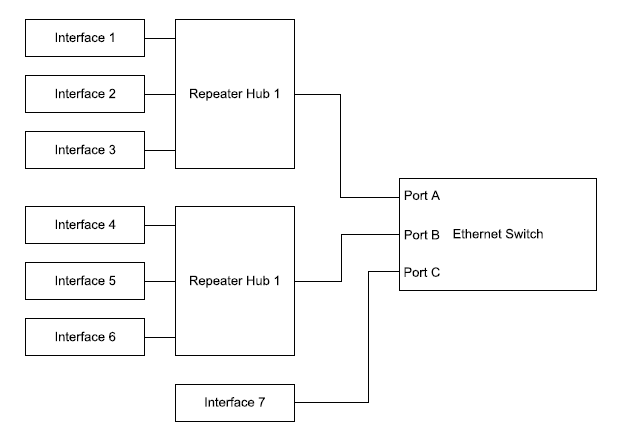 Interface 1
Interface 2
Repeater Hub 1
Interface 3
Interface 4
Interface 5
Repeater Hub 1
Interface 6
Interface 7
Port A
Port B
Ethernet Switch
Port C